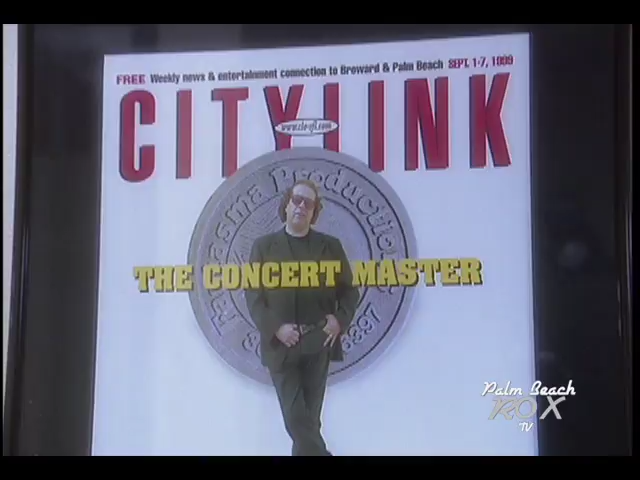 FREE Weekly news & entertainment connection to Broward & Palm Beach SEPT. 1-7, 1999
CITYLINK
Productions
THE CONCERT MASTER
Palm Beach
ROX
TV